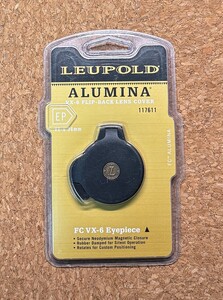 LEUPOLD
ALUMINA
VX-6 FLIP-BACK LENS COVER
117611
EP
FC VX-6 Eyepiece
• Secure Neodymium Magnetic Closure
• Rubber Damped for Silent Operation
• Rotates for Custom Positioning